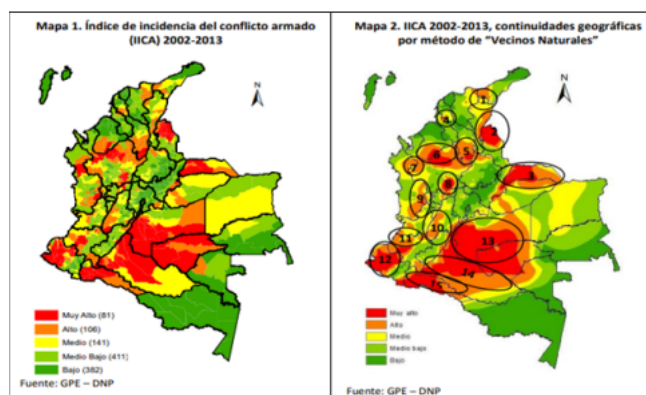 Mapa 1. Índice de incidencia del conflicto armado
(IICA) 2002-2013
N
Muy Alto (81)
Alto (106)
Medio (141)
Medio Bajo (411)
Bajo (382)
Fuente: GPE – DNP
Mapa 2. IICA 2002-2013, continuidades geográficas
por método de “Vecinos Naturales”
N
1
2
3
4
5
6
7
8
9
10
11
12
13
14
15
Muy alto
Alto
Medio
Medio bajo
Bajo
Fuente: GPE – DNP